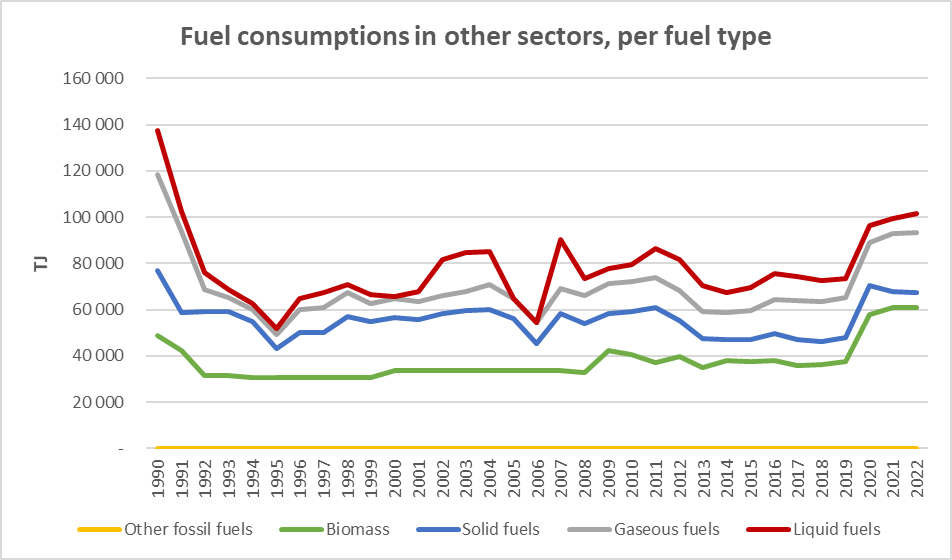 Fuel consumptions in other sectors, per fuel type
160 000
140 000
120 000
100 000
80 000
60 000
40 000
20 000
-
TJ
1990 1991 1992 1993 1994 1995 1996 1997 1998 1999 2000 2001 2002 2003 2004 2005 2006 2007 2008 2009 2010 2011 2012 2013 2014 2015 2016 2017 2018 2019 2020 2021 2022
Other fossil fuels Biomass Solid fuels Gaseous fuels Liquid fuels